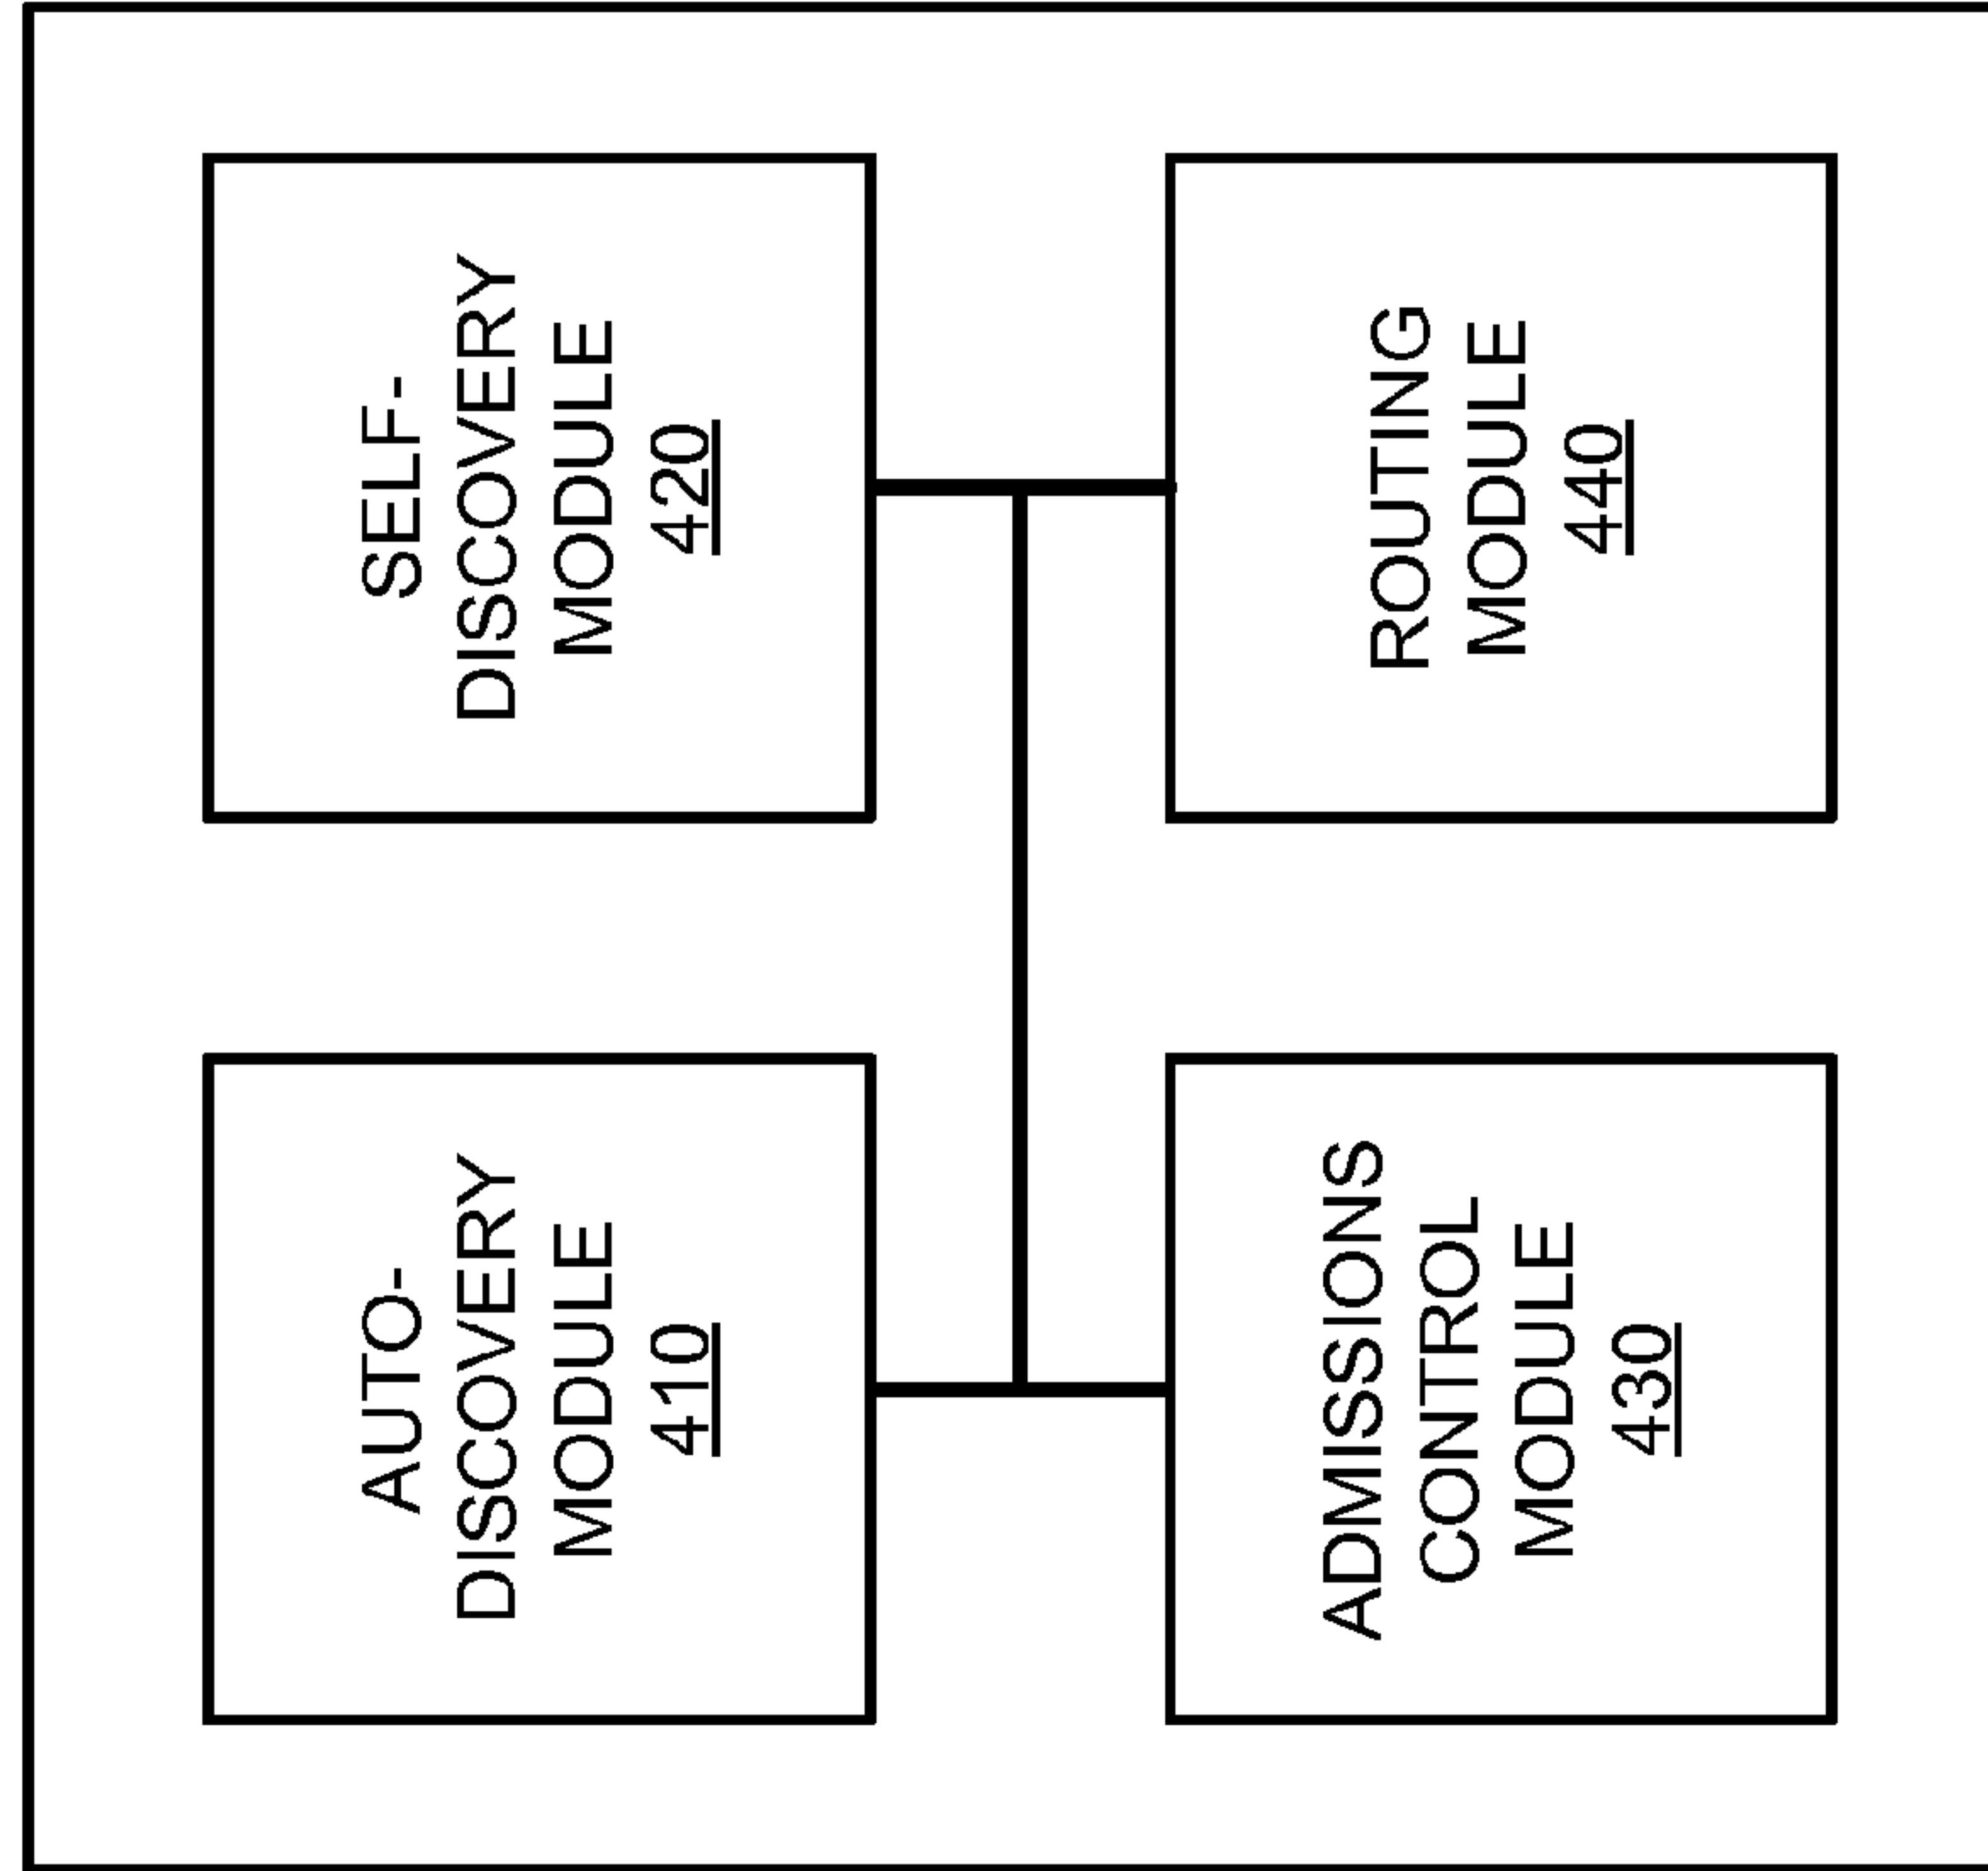 AUTO-
DISCOVERY
MODULE
410
SELF-
DISCOVERY
MODULE
420
ADMISSIONS
CONTROL
MODULE
430
ROUTING
MODULE
440